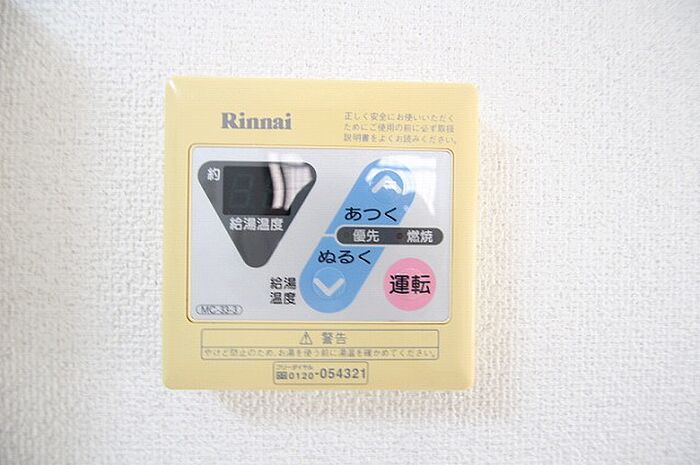 Rinnai
正しく安全にお使いいただく
ためにご使用の前に必ず取扱
説明書をよくお読みください。
約
給湯温度
あつく
優先 燃焼
ぬるく
給湯
温度
運転
MC-33-3
⚠ 警告
やけど防止のため、お湯を使う前に湯温を確かめてください。
フリーダイヤル
0120-054321